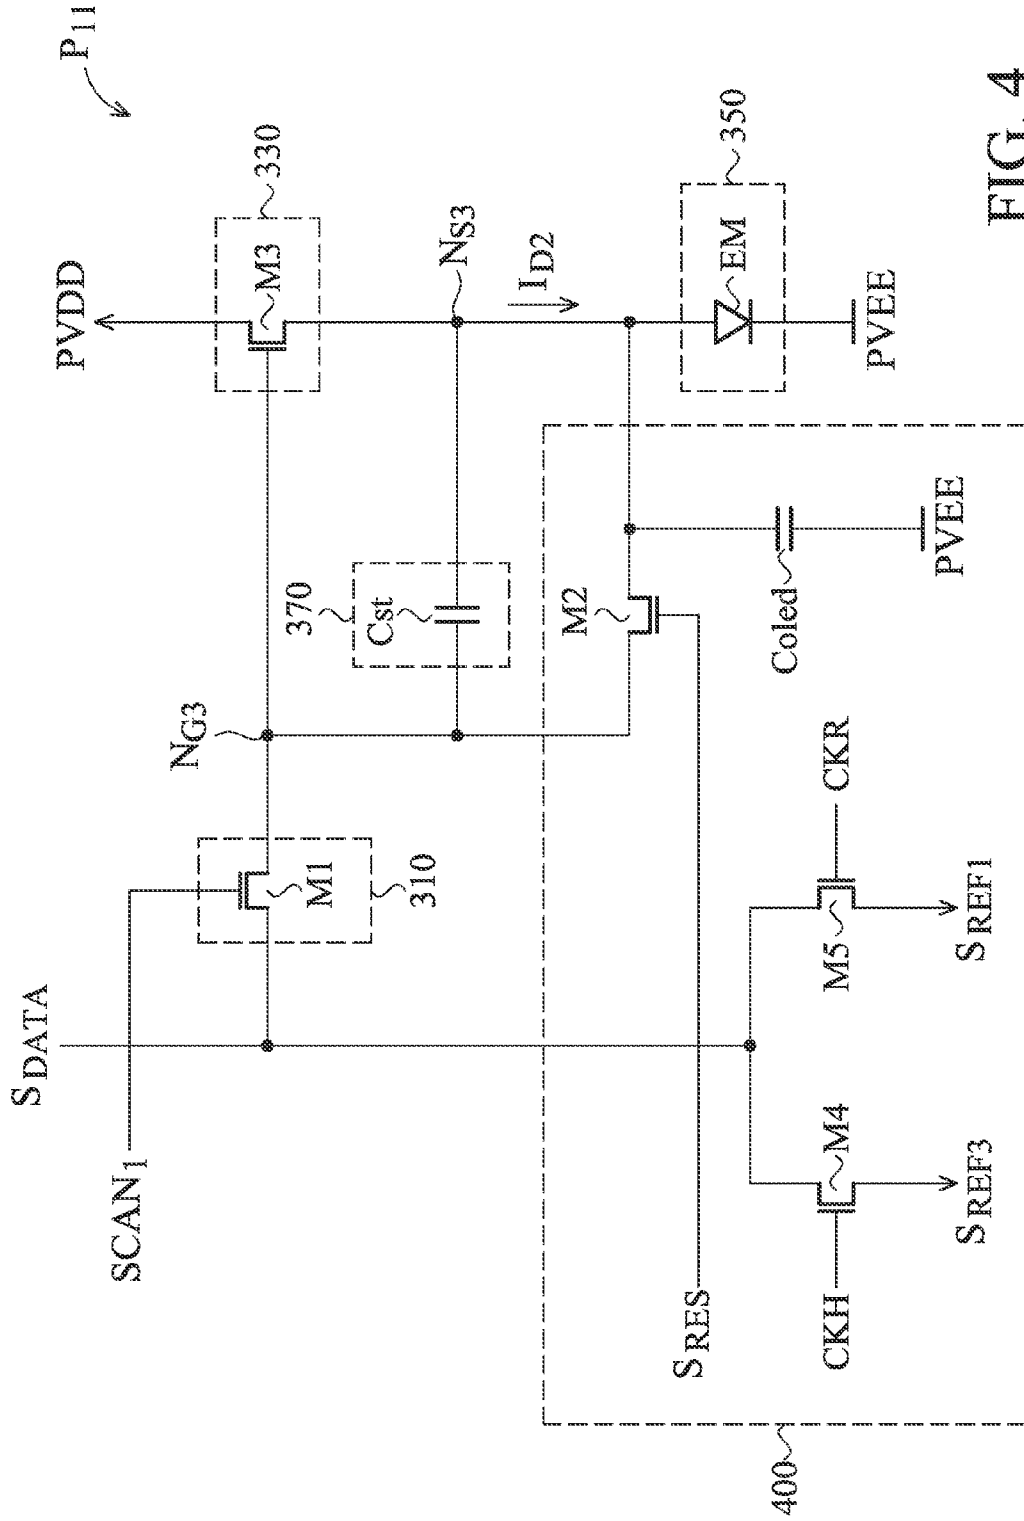 P11
PVDD
330
M3
NS3
ID2
350
EM
PVEE
NG3
370
Cst
M2
Coled
PVEE
SDATA
SCAN1
M1
310
SRES
CKH
M4
SREF3
M5
CKR
SREF1
400
FIG. 4